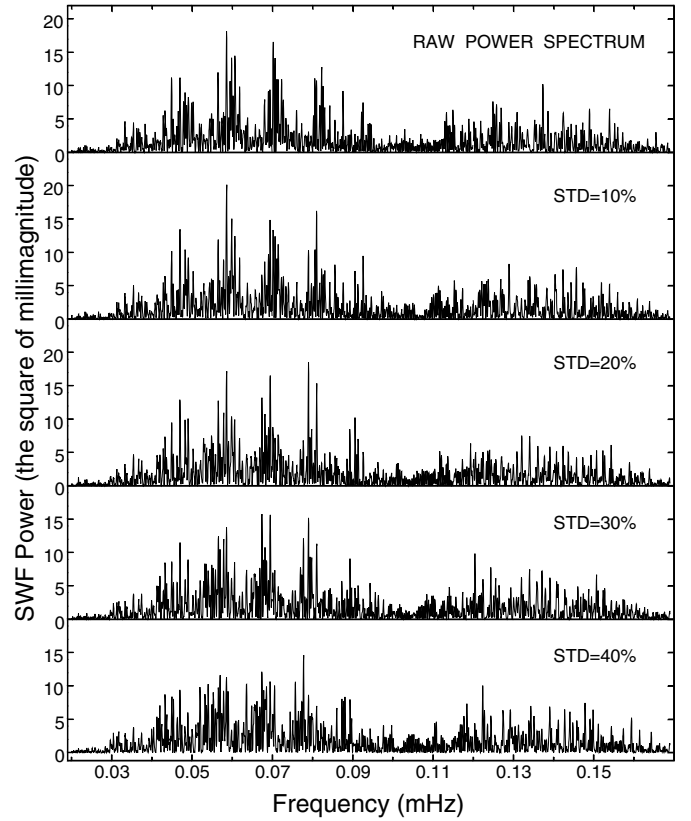 20
15
10
5
0
RAW POWER SPECTRUM
20
15
10
5
0
STD=10%
20
15
10
5
0
STD=20%
15
10
5
0
STD=30%
15
10
5
0
STD=40%
0.03 0.05 0.07 0.09 0.11 0.13 0.15
Frequency (mHz)
SWF Power (the square of millimagnitude)